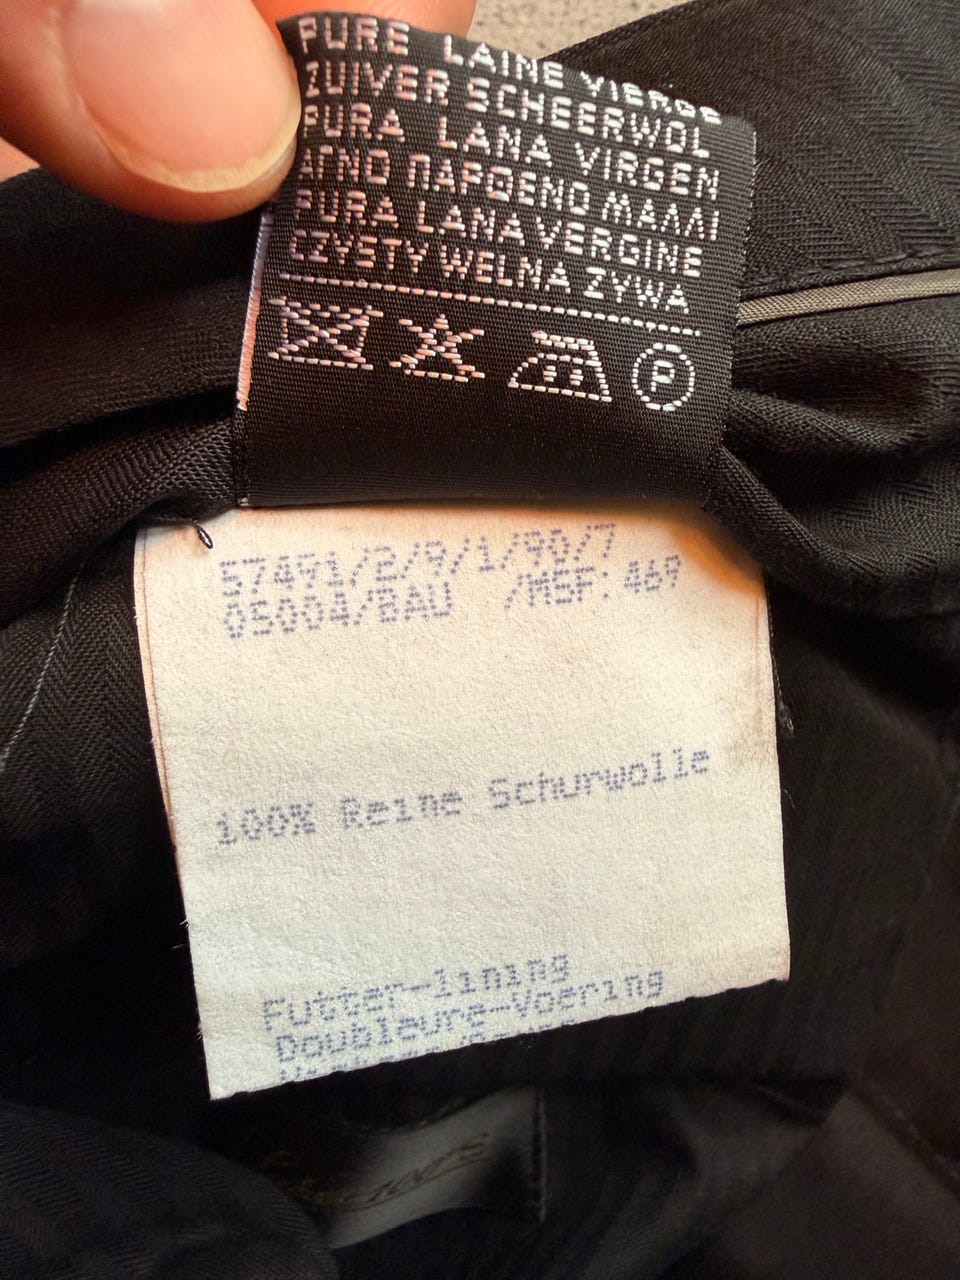 PURE LAINE VIERGE
ZUIVER SCHEERWOL
PURA LANA VIRGEN
ΑΓΝΟ ΠΑΡΘΕΝΟ ΜΑΛΛΙ
PURA LANA VERGINE
CZYSTY WELNA ZYWA
P
57491/2/9/1/90/7
05004/BAU /MSF: 469
100% Reine Schurwolle
Futter-lining
Doubleure-Voering